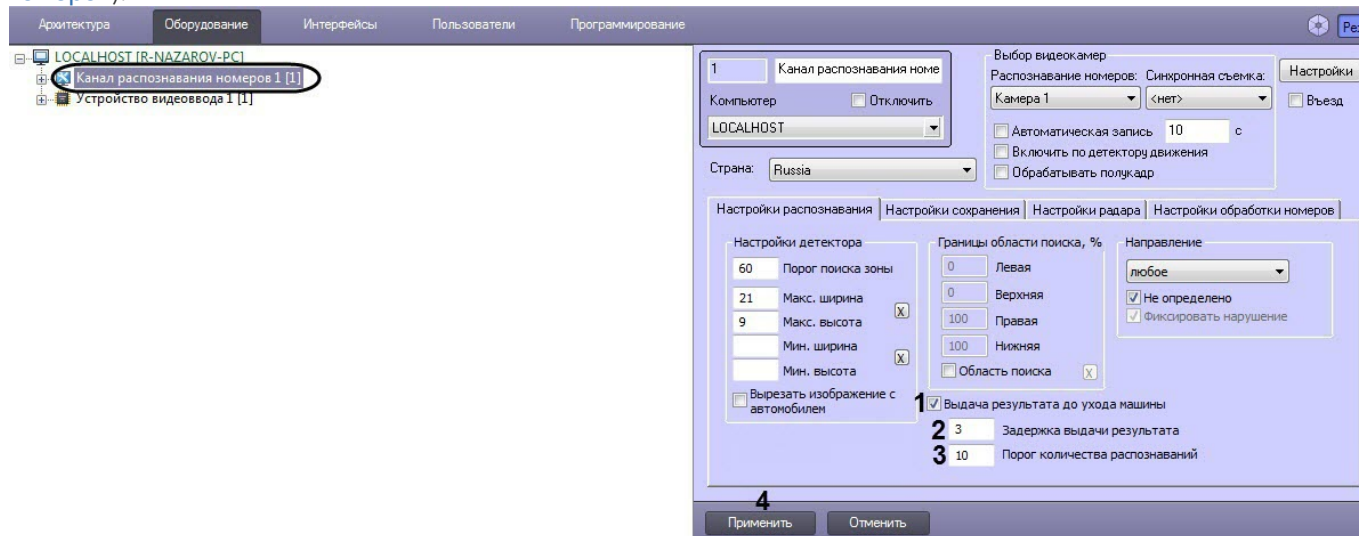 Архитектура Оборудование Интерфейсы Пользователи Программирование
LOCALHOST [R-NAZAROV-PC]
Канал распознавания номеров 1 [1]
Устройство видеоввода 1 [1]
1 Канал распознавания номе
Компьютер Отключить
LOCALHOST
Страна: Russia
Выбор видеокамер
Распознавание номеров: Синхронная съемка:
Камера 1 <нет>
Автоматическая запись 10 с
Включить по детектору движения
Обрабатывать полукадр
Настройки
Въезд
Настройки распознавания Настройки сохранения Настройки радара Настройки обработки номеров
Настройки детектора
60 Порог поиска зоны
21 Макс. ширина
9 Макс. высота
X
Мин. ширина
Мин. высота
X
Вырезать изображение с
автомобилем
Границы области поиска, %
0 Левая
0 Верхняя
100 Правая
100 Нижняя
Область поиска X
Направление
любое
Не определено
Фиксировать нарушение
1 Выдача результата до ухода машины
2 3 Задержка выдачи результата
3 10 Порог количества распознаваний
4
Применить Отменить